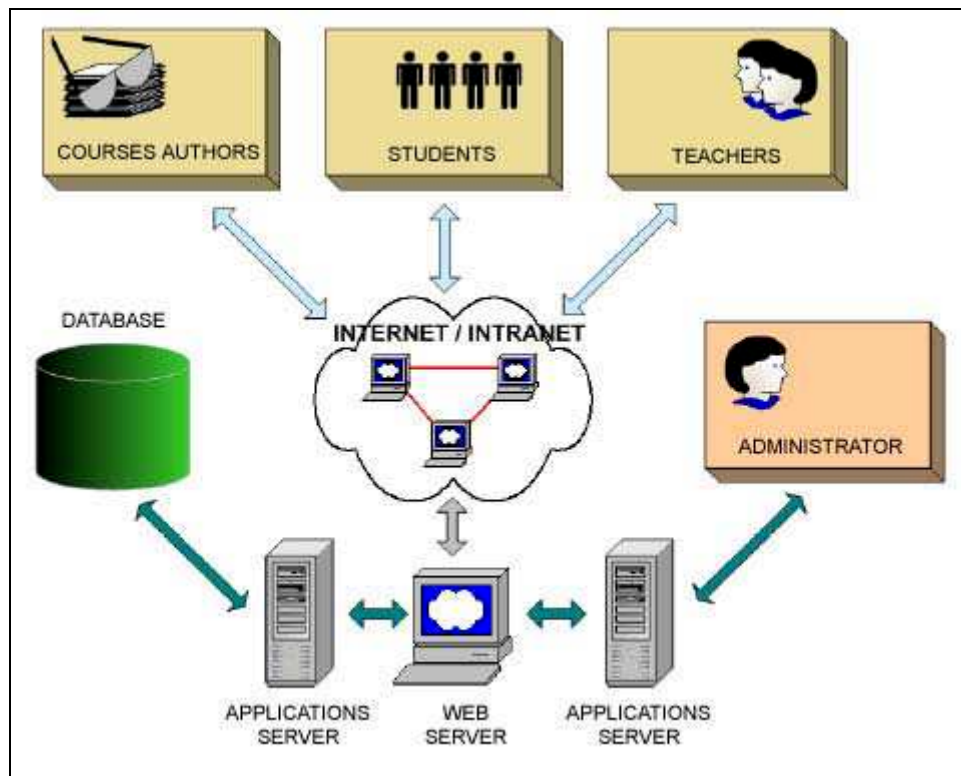 COURSES AUTHORS
STUDENTS
TEACHERS
DATABASE
INTERNET / INTRANET
ADMINISTRATOR
APPLICATIONS
SERVER
WEB
SERVER
APPLICATIONS
SERVER